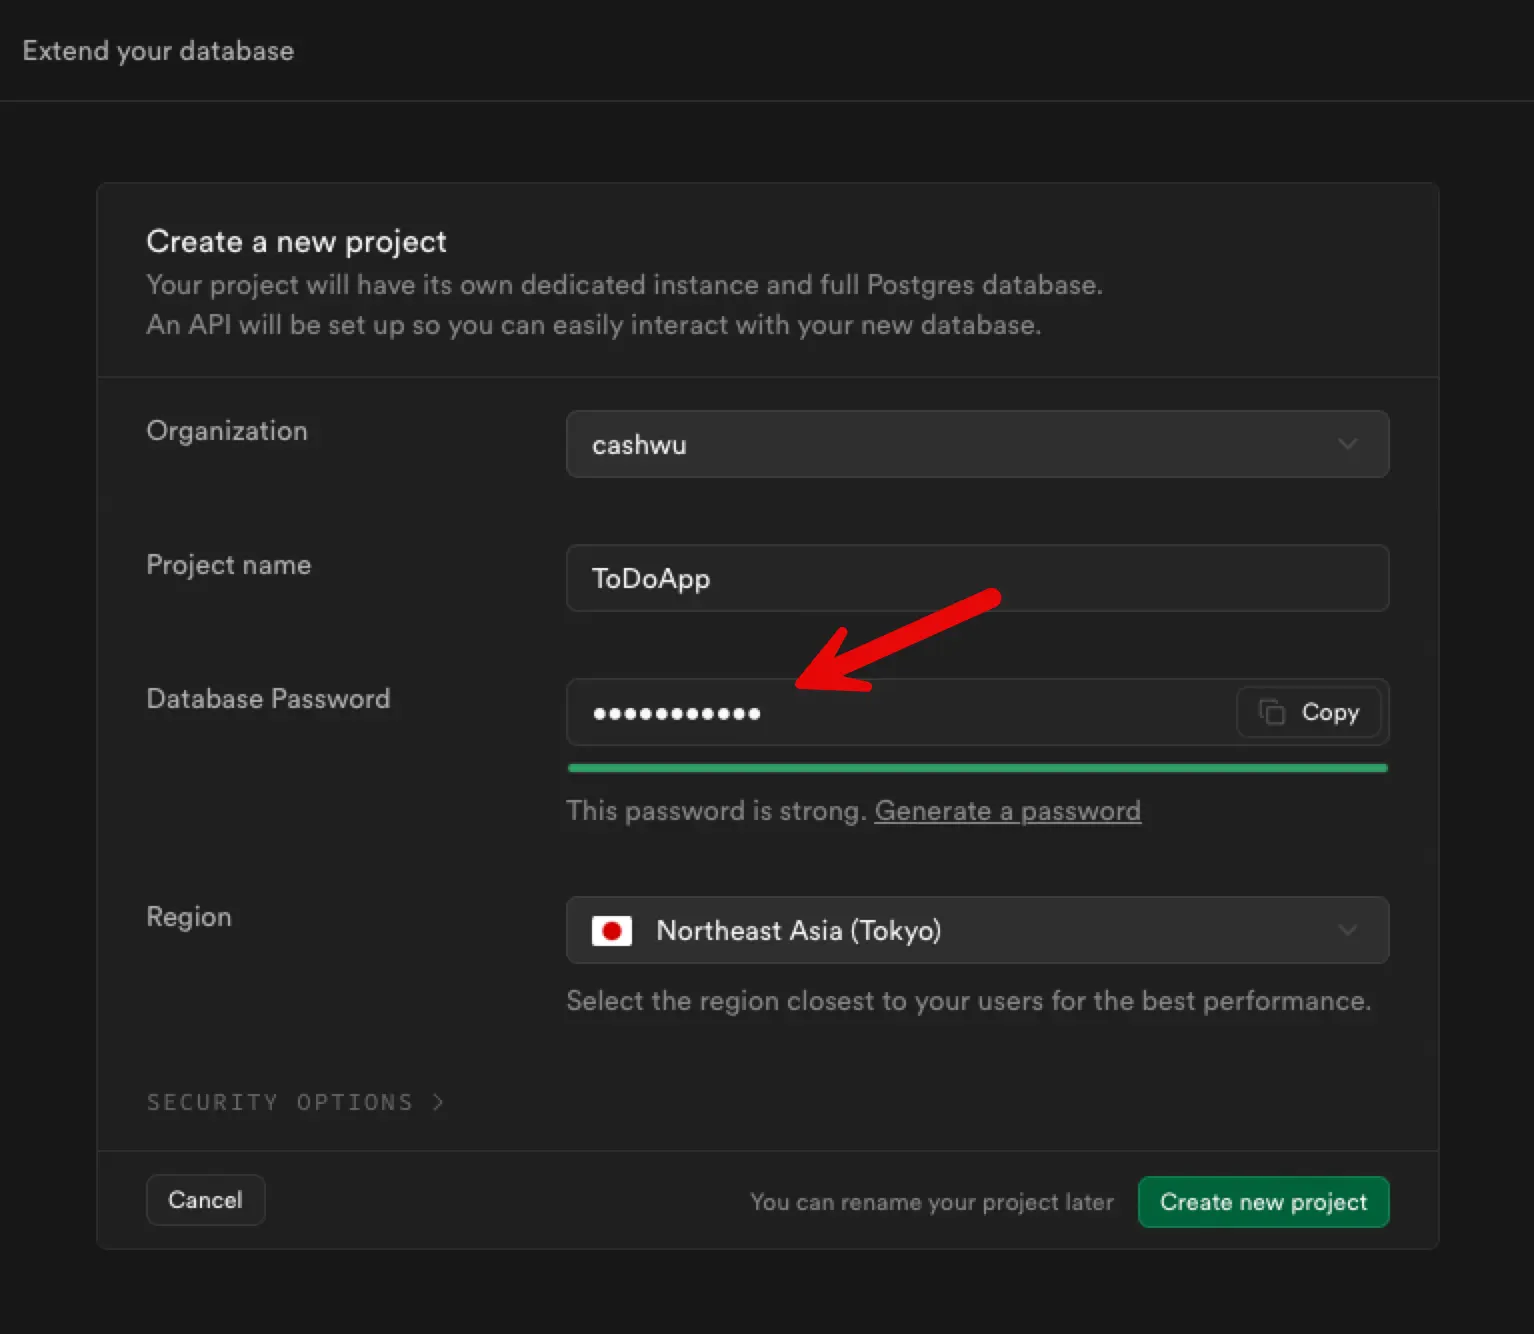 Extend your database
Create a new project
Your project will have its own dedicated instance and full Postgres database.
An API will be set up so you can easily interact with your new database.
Organization
cashwu
Project name
ToDoApp
Database Password
•••••••••••
Copy
This password is strong. Generate a password
Region
Northeast Asia (Tokyo)
Select the region closest to your users for the best performance.
SECURITY OPTIONS >
Cancel
You can rename your project later
Create new project